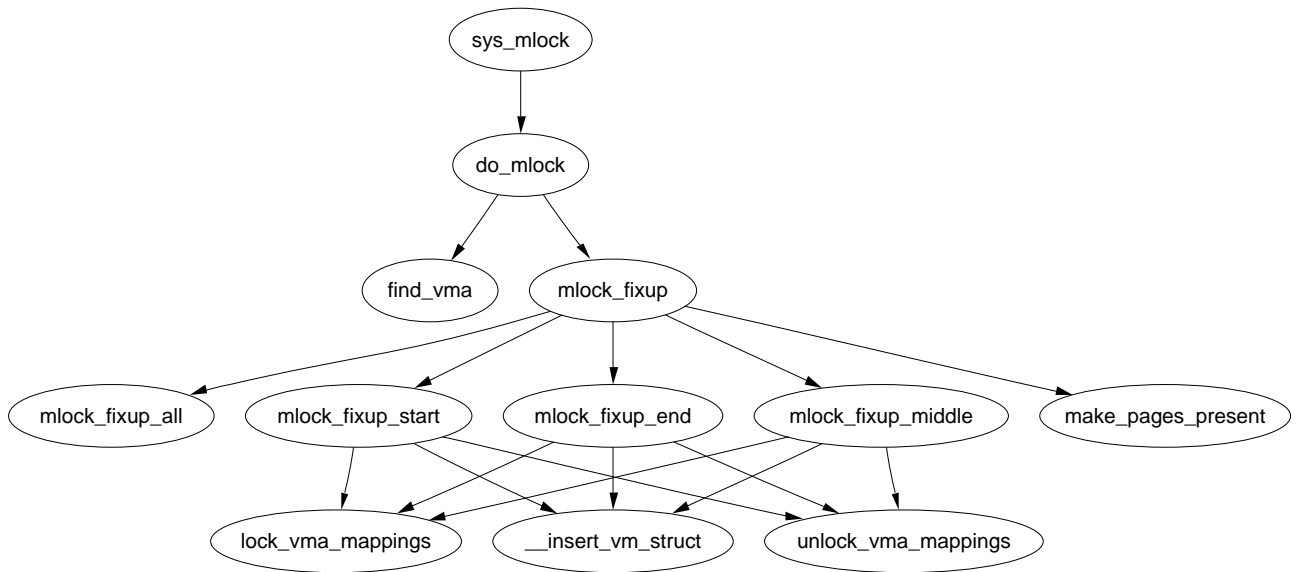 sys_mlock
do_mlock
find_vma
mlock_fixup
mlock_fixup_all
mlock_fixup_start
mlock_fixup_end
mlock_fixup_middle
make_pages_present
lock_vma_mappings
__insert_vm_struct
unlock_vma_mappings